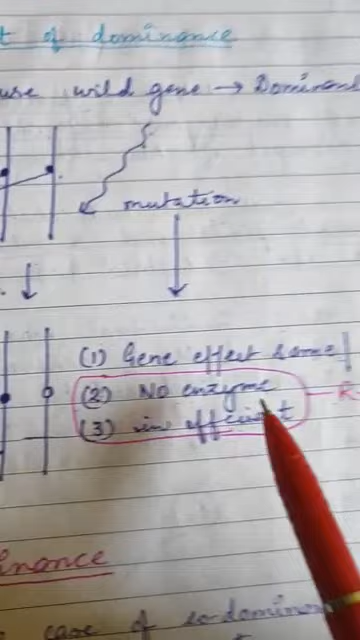 t of dominance
use wild gene → Dominan
mutation
(1) Gene effect same
(2) No enzyme
R
(3) in efficient
inance
case of co-dominan